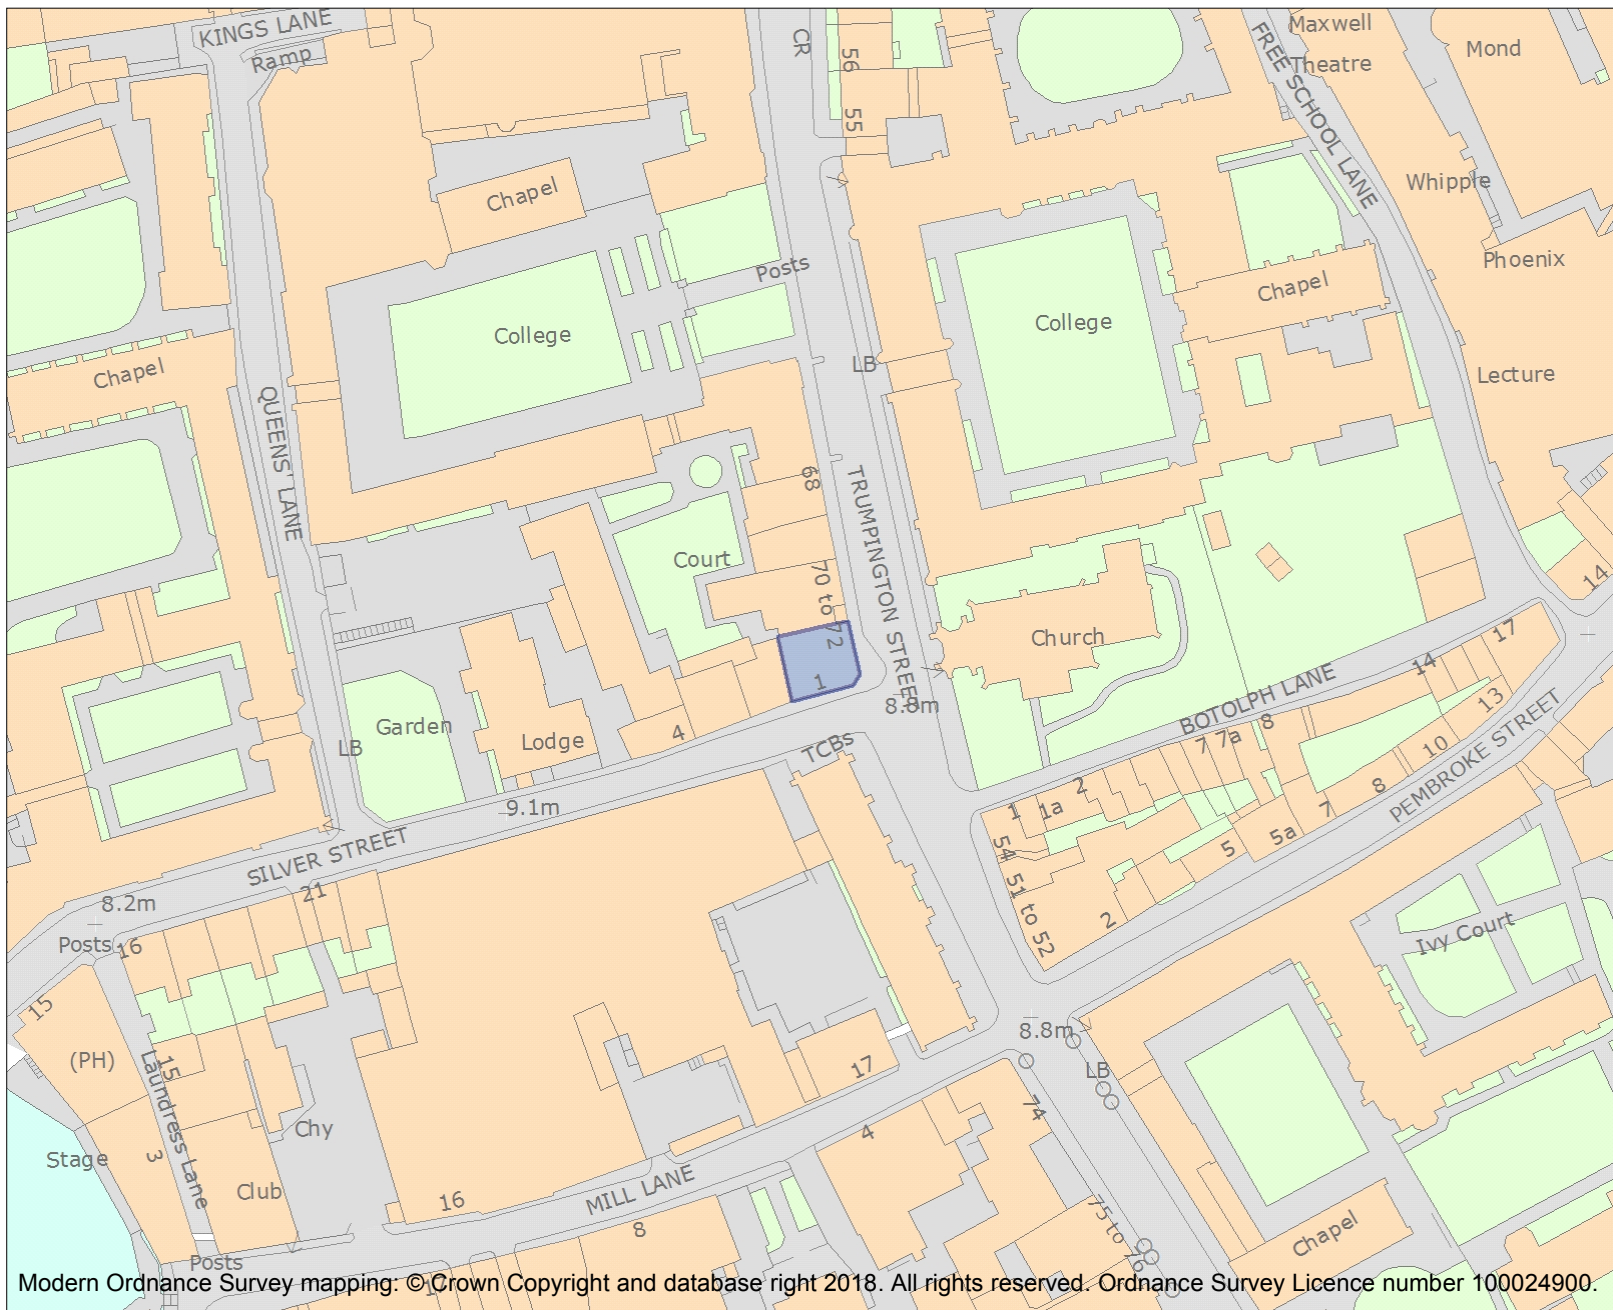 KINGS LANE
Ramp
CR
56
55
FREE SCHOOL LANE
Maxwell
Theatre
Mond
Whipple
Phoenix
Lecture
Chapel
College
Posts
LB
College
Chapel
Chapel
QUEENS' LANE
68
TRUMPINGTON STREET
Court
70 to 72
1
8.8m
Church
14
17
14
BOTOLPH LANE
8
7a
7
13
10
8
PEMBROKE STREET
7
5a
5
2
1a
1
2
54
51 to 52
Garden
LB
Lodge
4
TCBs
9.1m
SILVER STREET
21
8.2m
Posts
16
15
(PH)
15
Laundress Lane
3
Stage
Chy
Club
16
MILL LANE
8
17
4
74
8.8m
LB
75 to 76
Ivy Court
Chapel
Posts
Modern Ordnance Survey mapping: © Crown Copyright and database right 2018. All rights reserved. Ordnance Survey Licence number 100024900.